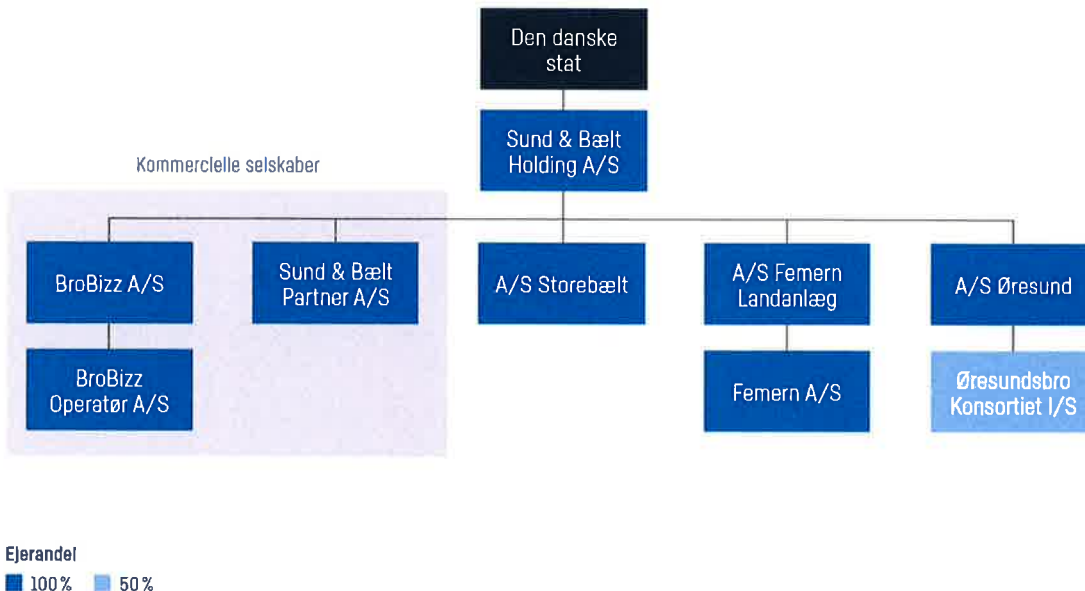 Den danske
stat
Sund & Bælt
Holding A/S
Kommercielle selskaber
BroBizz A/S
Sund & Bælt
Partner A/S
A/S Storebælt
A/S Femern
Landanlæg
A/S Øresund
BroBizz
Operatør A/S
Femern A/S
Øresundsbro
Konsortiet I/S
Ejerandel
100% 50%